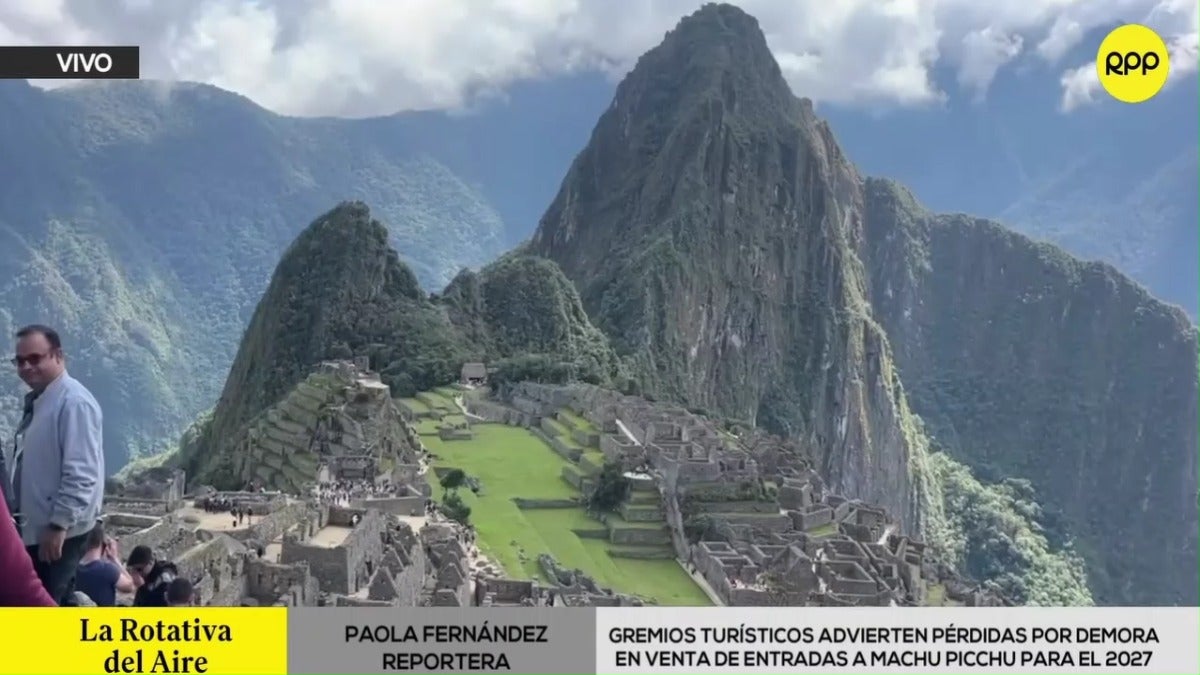 VIVO
RPP
La Rotativa
del Aire
PAOLA FERNÁNDEZ
REPORTERA
GREMIOS TURÍSTICOS ADVIERTEN PÉRDIDAS POR DEMORA
EN VENTA DE ENTRADAS A MACHU PICCHU PARA EL 2027